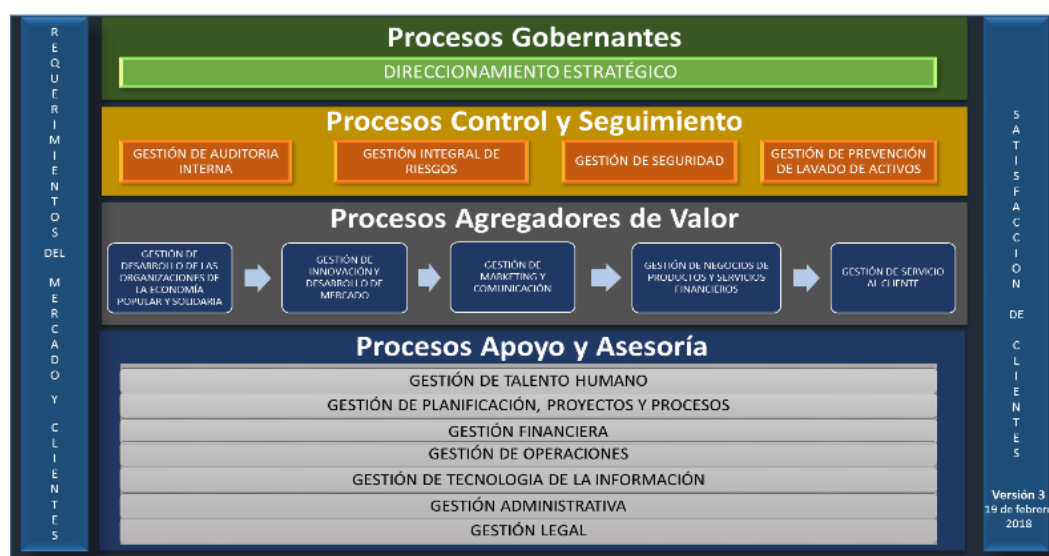 REQUERIMIENTOS DEL MERCADO Y CLIENTES
Procesos Gobernantes
DIRECCIONAMIENTO ESTRATÉGICO
Procesos Control y Seguimiento
GESTIÓN DE AUDITORIA
INTERNA
GESTIÓN INTEGRAL DE
RIESGOS
GESTIÓN DE SEGURIDAD
GESTIÓN DE PREVENCIÓN
DE LAVADO DE ACTIVOS
Procesos Agregadores de Valor
GESTIÓN DE
DESARROLLO DE LAS
ORGANIZACIONES DE
LA ECONOMÍA
POPULAR Y SOLIDARIA
GESTIÓN DE
INNOVACIÓN Y
DESARROLLO DE
MERCADO
GESTIÓN DE
MARKETING Y
COMUNICACIÓN
GESTIÓN DE NEGOCIOS DE
PRODUCTOS Y SERVICIOS
FINANCIEROS
GESTIÓN DE SERVICIO
AL CLIENTE
Procesos Apoyo y Asesoría
GESTIÓN DE TALENTO HUMANO
GESTIÓN DE PLANIFICACIÓN, PROYECTOS Y PROCESOS
GESTIÓN FINANCIERA
GESTIÓN DE OPERACIONES
GESTIÓN DE TECNOLOGIA DE LA INFORMACIÓN
GESTIÓN ADMINISTRATIVA
GESTIÓN LEGAL
SATISFACCION DE CLIENTES
Versión 3
19 de febrero
2018